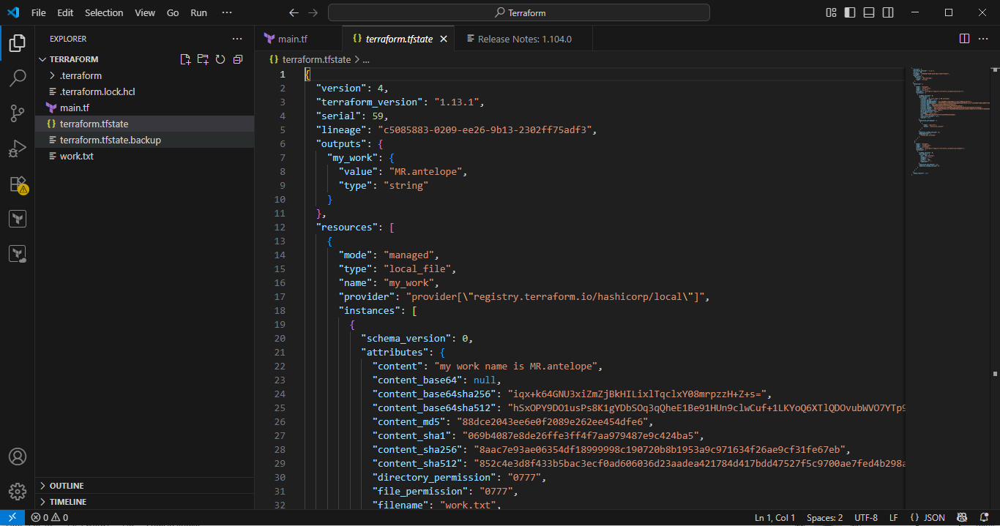 File Edit Selection View Go Run ··· Terraform
EXPLORER ···
TERRAFORM
.terraform
.terraform.lock.hcl
main.tf
terraform.tfstate
terraform.tfstate.backup
work.txt
OUTLINE
TIMELINE
main.tf
{} terraform.tfstate
Release Notes: 1.104.0
···
{} terraform.tfstate > ...
1 {
2 "version": 4,
3 "terraform_version": "1.13.1",
4 "serial": 59,
5 "lineage": "c5085883-0209-ee26-9b13-2302ff75adf3",
6 "outputs": {
7 "my_work": {
8 "value": "MR.antelope",
9 "type": "string"
10 }
11 },
12 "resources": [
13 {
14 "mode": "managed",
15 "type": "local_file",
16 "name": "my_work",
17 "provider": "provider[\"registry.terraform.io/hashicorp/local\"]",
18 "instances": [
19 {
20 "schema_version": 0,
21 "attributes": {
22 "content": "my work name is MR.antelope",
23 "content_base64": null,
24 "content_base64sha256": "iqx+k64GNU3xiZmZjBkHILixlTqclxY08mrpzzH+Z+s=",
25 "content_base64sha512": "hSxOPY9DO1usPs8K1gYDbSOq3qQheE1Be91HUn9clwCuf+1LKYoQ6XTlQDOvubWVO7YTp9
26 "content_md5": "88dce2043ee6e0f2089e262ee454dfe6",
27 "content_sha1": "069b4087e8de26ffe3ff4f7aa979487e9c424ba5",
28 "content_sha256": "8aac7e93ae06354df18999998c190720b8b1953a9c971634f26ae9cf31fe67eb",
29 "content_sha512": "852c4e3d8f433b5bac3ecf0ad606036d23aadea421784d417bdd47527f5c9700ae7fed4b298a
30 "directory_permission": "0777",
31 "file_permission": "0777",
32 "filename": "work.txt",
0 0 Ln 1, Col 1 Spaces: 2 UTF-8 LF {} JSON